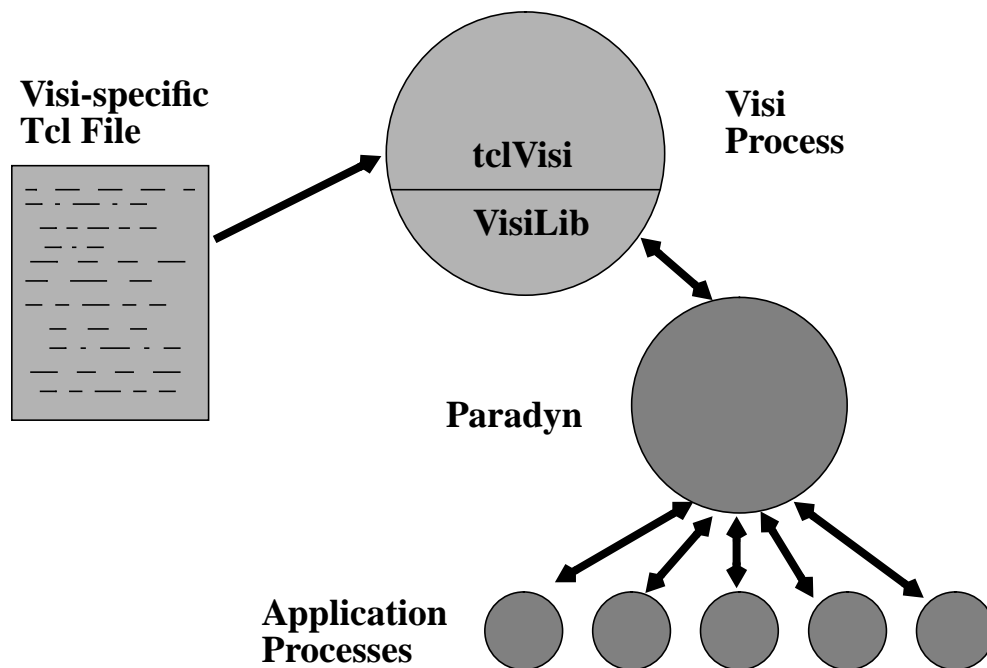 Visi-specific
Tcl File
tclVisi
VisiLib
Visi
Process
Paradyn
Application
Processes